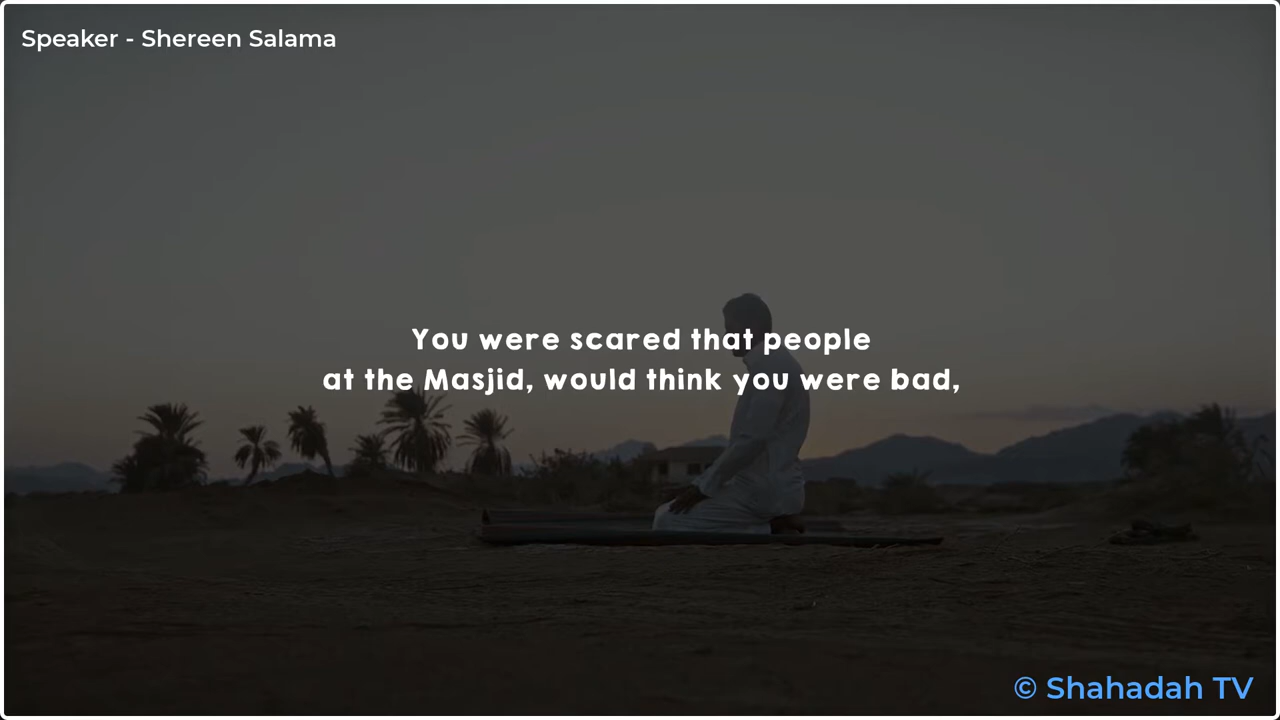 Speaker - Shereen Salama
You were scared that people
at the Masjid, would think you were bad,
© Shahadah TV